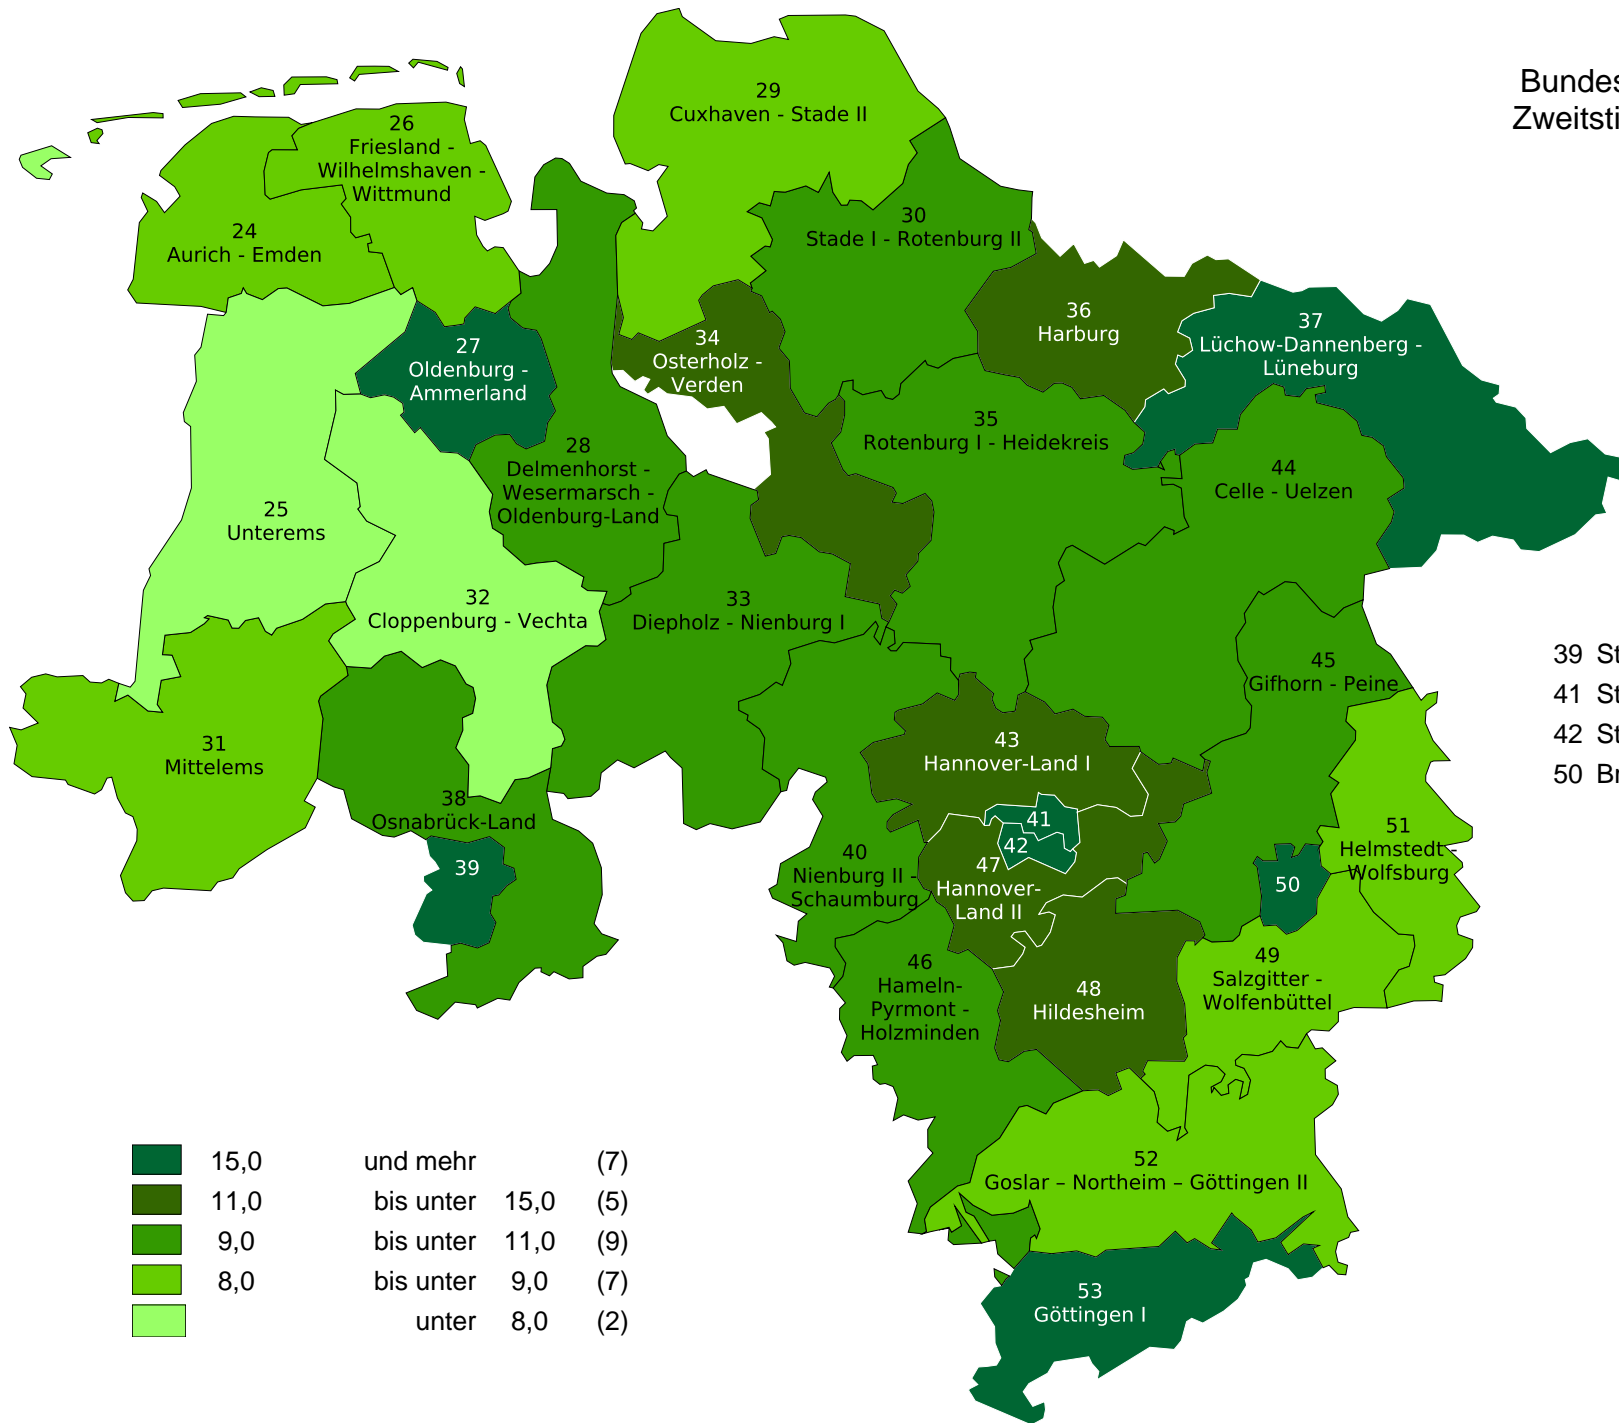 Bundes
Zweitsti
29
Cuxhaven - Stade II
26
Friesland -
Wilhelmshaven -
Wittmund
24
Aurich - Emden
30
Stade I - Rotenburg II
36
Harburg
37
Lüchow-Dannenberg -
Lüneburg
27
Oldenburg -
Ammerland
34
Osterholz -
Verden
35
Rotenburg I - Heidekreis
28
Delmenhorst -
Wesermarsch -
Oldenburg-Land
44
Celle - Uelzen
25
Unterems
32
Cloppenburg - Vechta
33
Diepholz - Nienburg I
45
Gifhorn - Peine
39 St
41 St
42 St
50 Br
31
Mittelems
43
Hannover-Land I
38
Osnabrück-Land
41
42
51
Helmstedt -
Wolfsburg
39
40
Nienburg II -
Schaumburg
47
Hannover-
Land II
50
46
Hameln-
Pyrmont -
Holzminden
48
Hildesheim
49
Salzgitter -
Wolfenbüttel
52
Goslar – Northeim – Göttingen II
53
Göttingen I
15,0 und mehr (7)
11,0 bis unter 15,0 (5)
9,0 bis unter 11,0 (9)
8,0 bis unter 9,0 (7)
unter 8,0 (2)